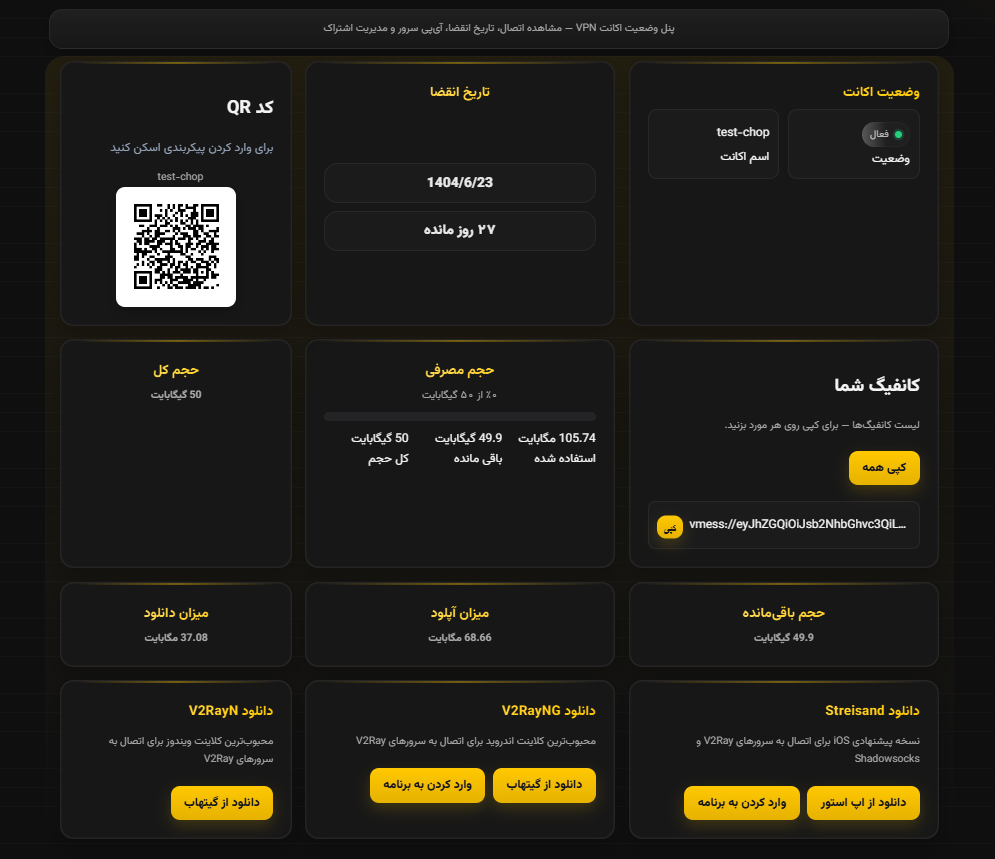 پنل وضعیت اکانت VPN — مشاهده اتصال، تاریخ انقضا، آی‌پی سرور و مدیریت اشتراک
وضعیت اکانت
فعال
وضعیت
test-chop
اسم اکانت
تاریخ انقضا
1404/6/23
۲۷ روز مانده
کد QR
برای وارد کردن پیکربندی اسکن کنید
test-chop
کانفیگ شما
لیست کانفیگ‌ها — برای کپی روی هر مورد بزنید.
کپی همه
vmess://eyJhZGQiOiJsb2NhbGhvc3QiL…
کپی
حجم مصرفی
۰٪ از ۵۰ گیگابایت
105.74 مگابایت
استفاده شده
49.9 گیگابایت
باقی مانده
50 گیگابایت
کل حجم
حجم کل
50 گیگابایت
حجم باقی‌مانده
49.9 گیگابایت
میزان آپلود
68.66 مگابایت
میزان دانلود
37.08 مگابایت
دانلود Streisand
نسخه پیشنهادی iOS برای اتصال به سرورهای V2Ray و
Shadowsocks
دانلود از اپ استور
وارد کردن به برنامه
دانلود V2RayNG
محبوب‌ترین کلاینت اندروید برای اتصال به سرورهای V2Ray
دانلود از گیتهاب
وارد کردن به برنامه
دانلود V2RayN
محبوب‌ترین کلاینت ویندوز برای اتصال به
سرورهای V2Ray
دانلود از گیتهاب